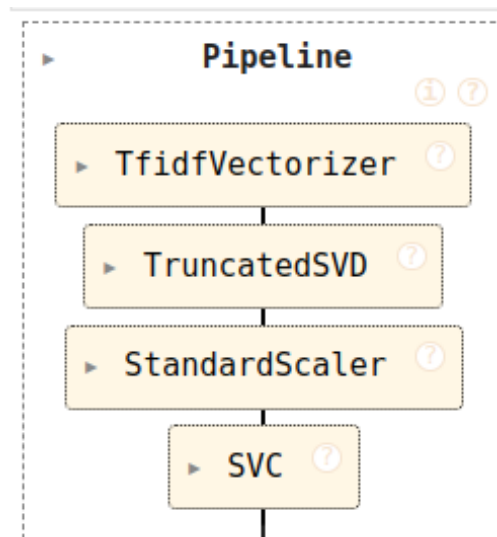 Pipeline
i ?
TfidfVectorizer ?
TruncatedSVD ?
StandardScaler ?
SVC ?